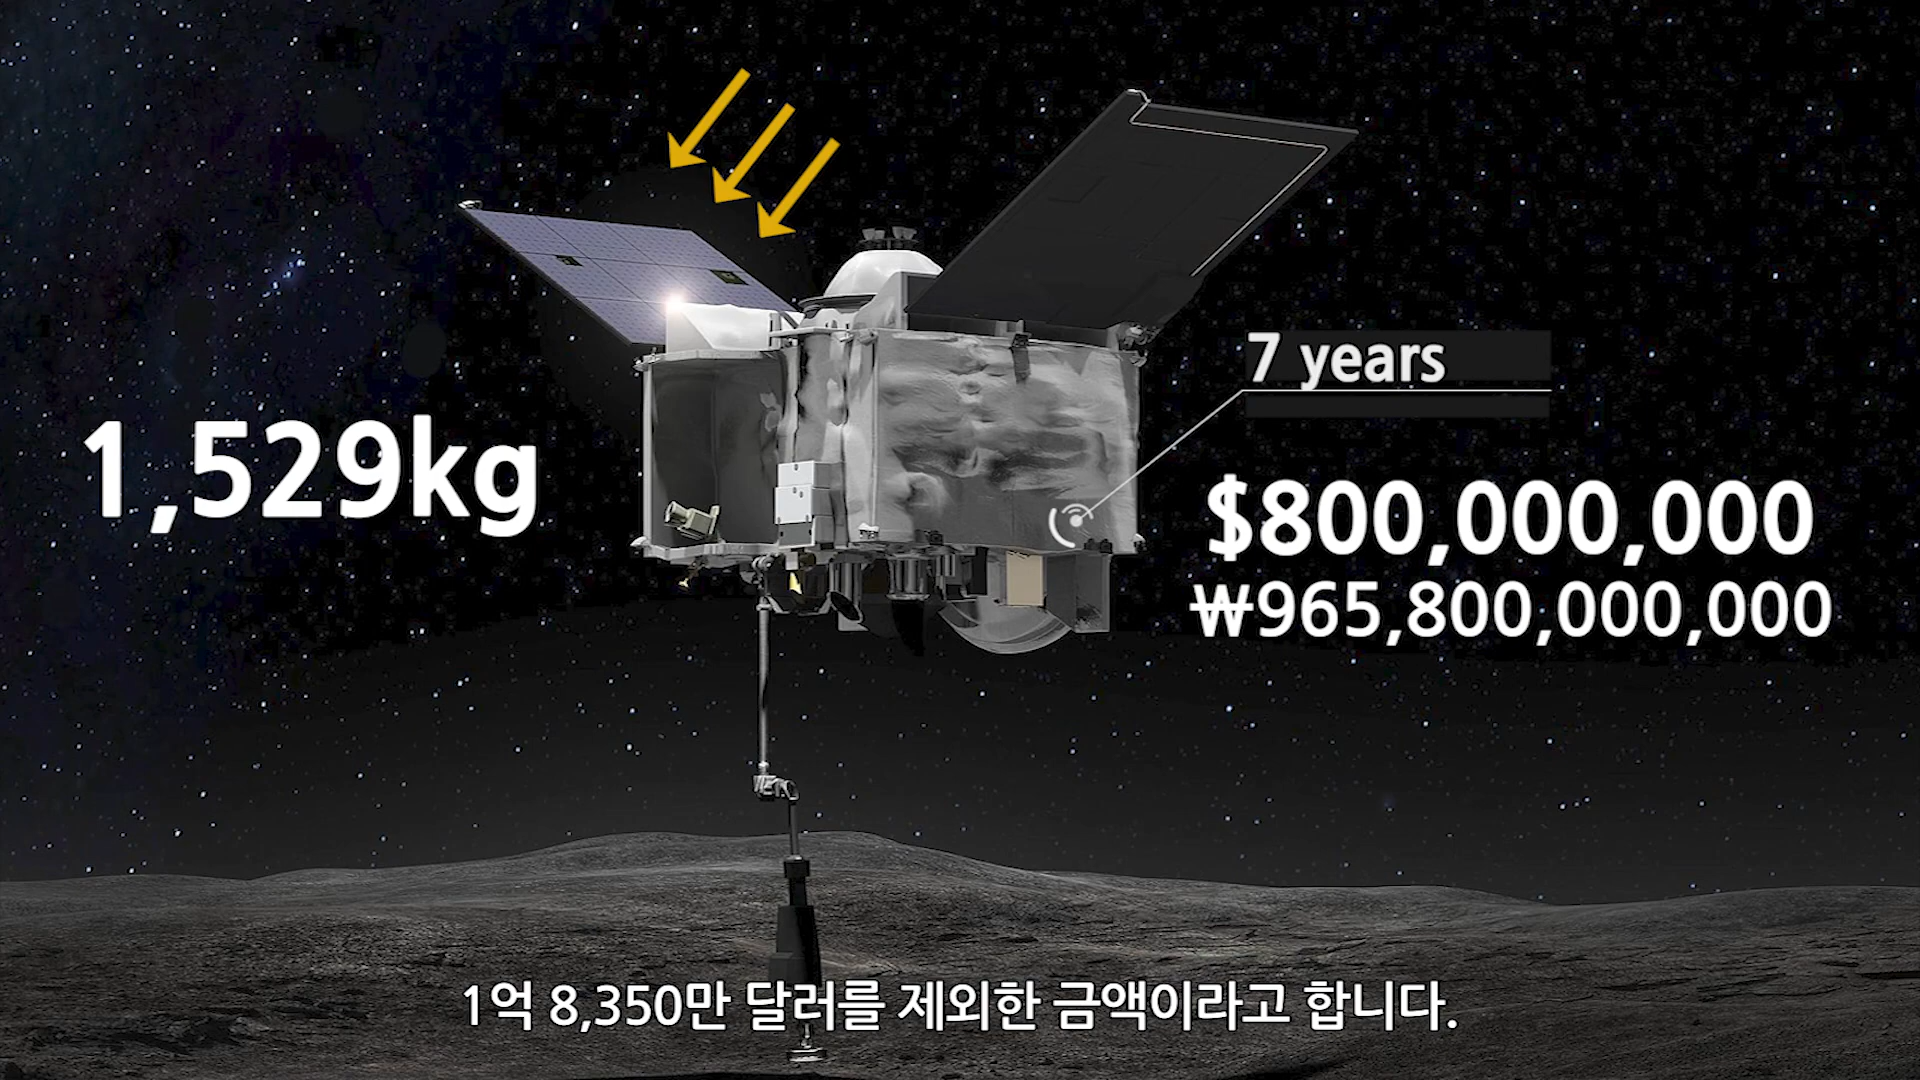 7 years
1,529kg
$800,000,000
₩965,800,000,000
1억 8,350만 달러를 제외한 금액이라고 합니다.